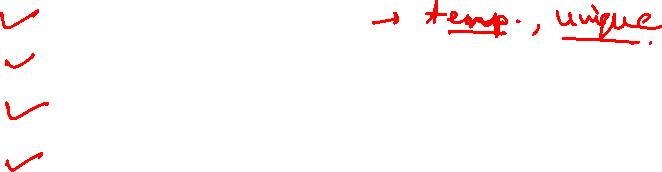 ✓ → temp., unique.
✓
✓
✓